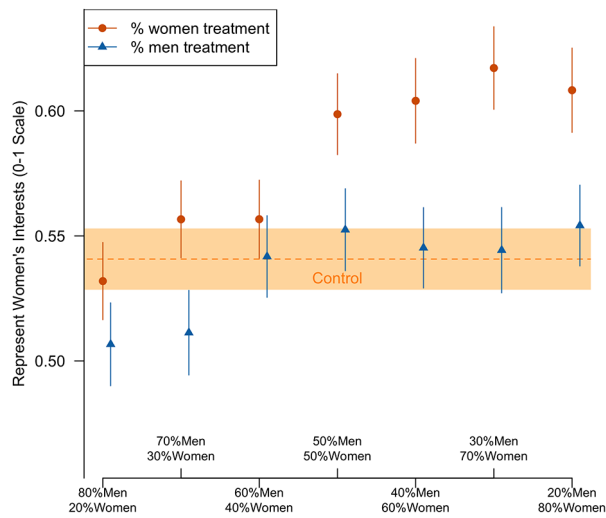 % women treatment
% men treatment
Represent Women's Interests (0-1 Scale)
0.60
0.55
0.50
Control
70%Men
30%Women
50%Men
50%Women
30%Men
70%Women
80%Men
20%Women
60%Men
40%Women
40%Men
60%Women
20%Men
80%Women